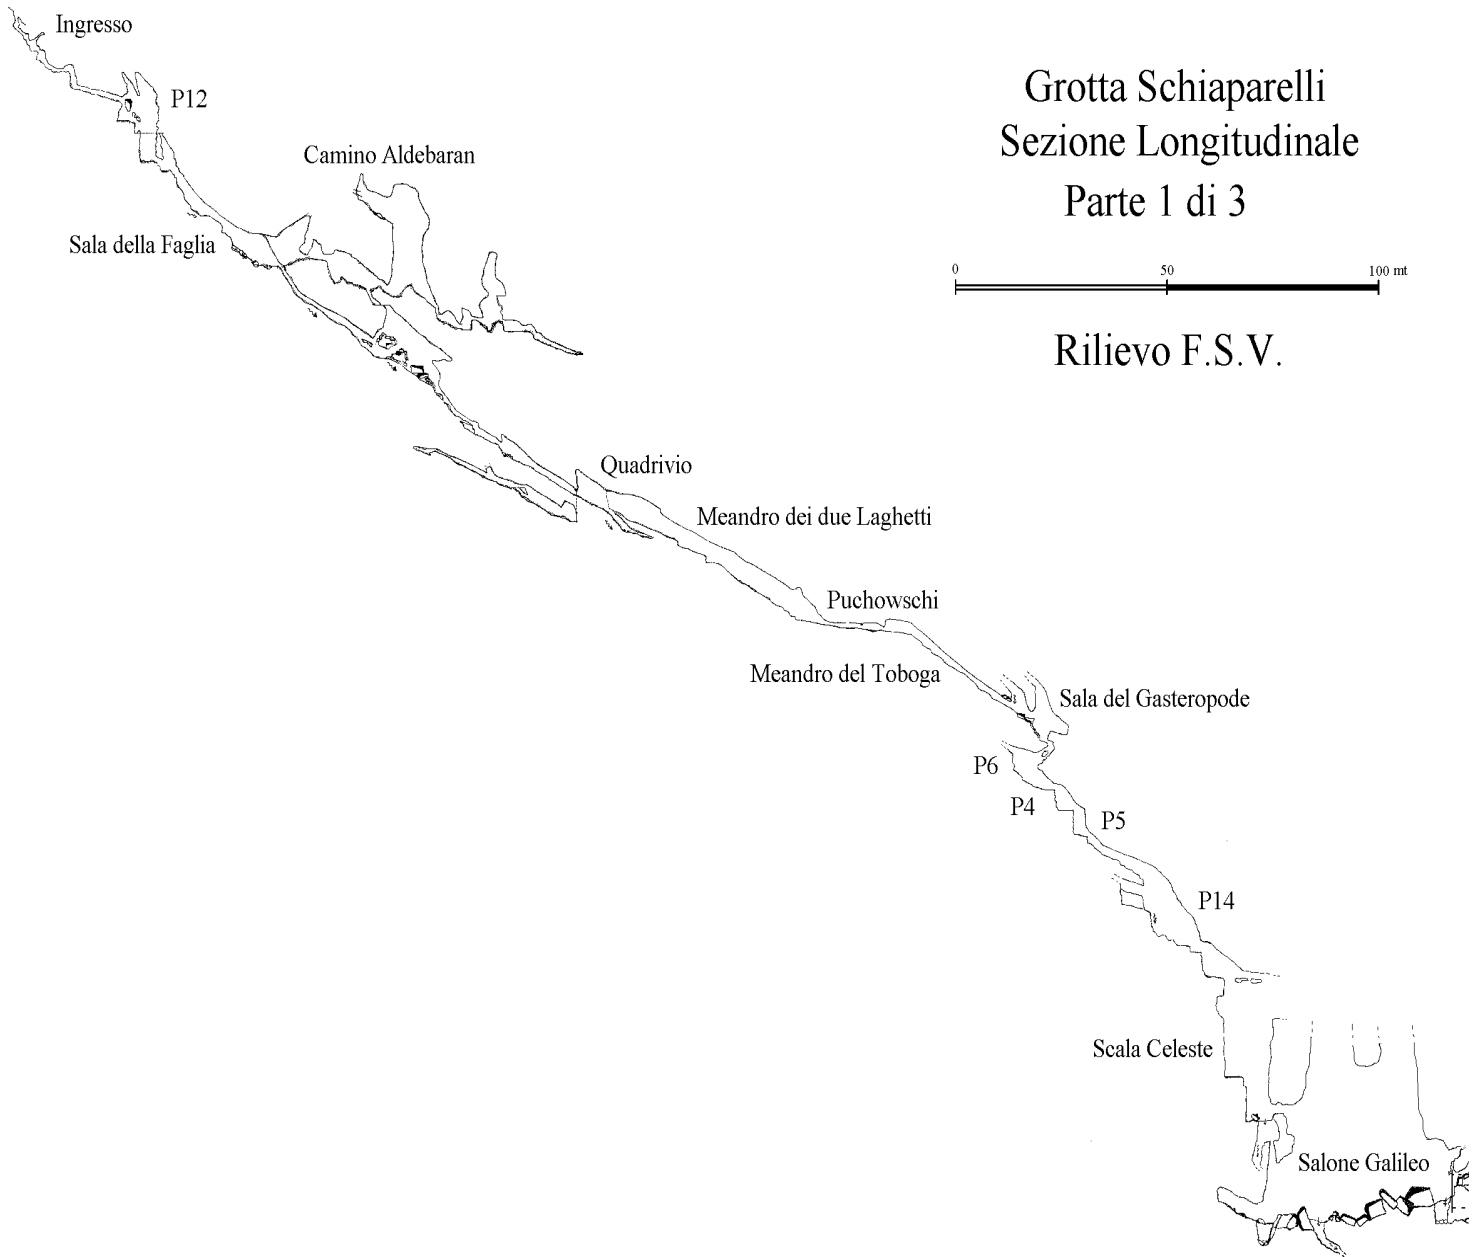 Ingresso
P12
Grotta Schiaparelli
Sezione Longitudinale
Parte 1 di 3
Camino Aldebaran
Sala della Faglia
0 50 100 mt
Rilievo F.S.V.
Quadrivio
Meandro dei due Laghetti
Puchowschi
Meandro del Toboga
Sala del Gasteropode
P6
P4
P5
P14
Scala Celeste
Salone Galileo